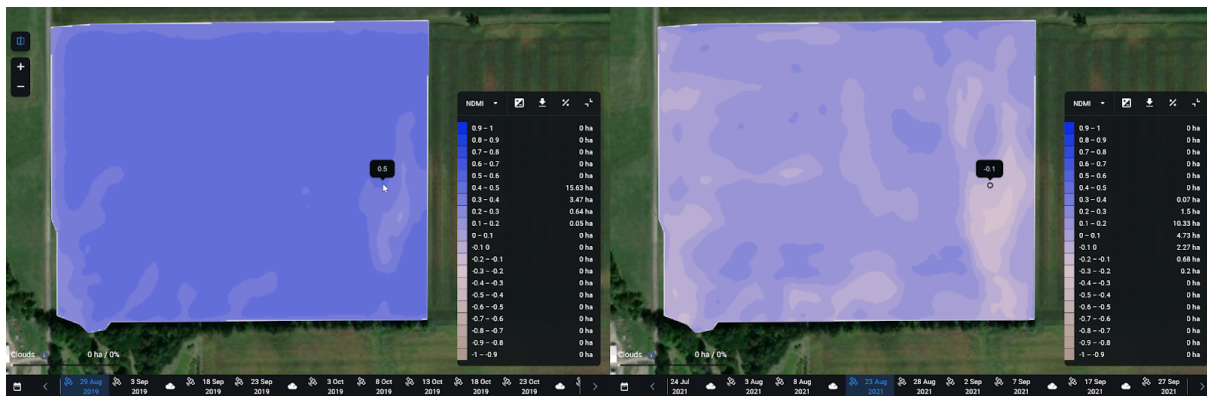 0.5
NDMI
0.9 – 1 0 ha
0.8 – 0.9 0 ha
0.7 – 0.8 0 ha
0.6 – 0.7 0 ha
0.5 – 0.6 0 ha
0.4 – 0.5 15.63 ha
0.3 – 0.4 3.47 ha
0.2 – 0.3 0.64 ha
0.1 – 0.2 0.05 ha
0 – 0.1 0 ha
-0.1 0 0 ha
-0.2 – -0.1 0 ha
-0.3 – -0.2 0 ha
-0.4 – -0.3 0 ha
-0.5 – -0.4 0 ha
-0.6 – -0.5 0 ha
-0.7 – -0.6 0 ha
-0.8 – -0.7 0 ha
-0.9 – -0.8 0 ha
-1 – -0.9 0 ha
Clouds 0 ha / 0%
29 Aug 2019
3 Sep 2019
18 Sep 2019
23 Sep 2019
3 Oct 2019
8 Oct 2019
13 Oct 2019
18 Oct 2019
23 Oct 2019
-0.1
NDMI
0.9 – 1 0 ha
0.8 – 0.9 0 ha
0.7 – 0.8 0 ha
0.6 – 0.7 0 ha
0.5 – 0.6 0 ha
0.4 – 0.5 0 ha
0.3 – 0.4 0.07 ha
0.2 – 0.3 1.5 ha
0.1 – 0.2 10.33 ha
0 – 0.1 4.73 ha
-0.1 0 2.27 ha
-0.2 – -0.1 0.68 ha
-0.3 – -0.2 0.2 ha
-0.4 – -0.3 0 ha
-0.5 – -0.4 0 ha
-0.6 – -0.5 0 ha
-0.7 – -0.6 0 ha
-0.8 – -0.7 0 ha
-0.9 – -0.8 0 ha
-1 – -0.9 0 ha
Clouds 0 ha / 0%
24 Jul 2021
3 Aug 2021
8 Aug 2021
23 Aug 2021
28 Aug 2021
2 Sep 2021
7 Sep 2021
17 Sep 2021
27 Sep 2021